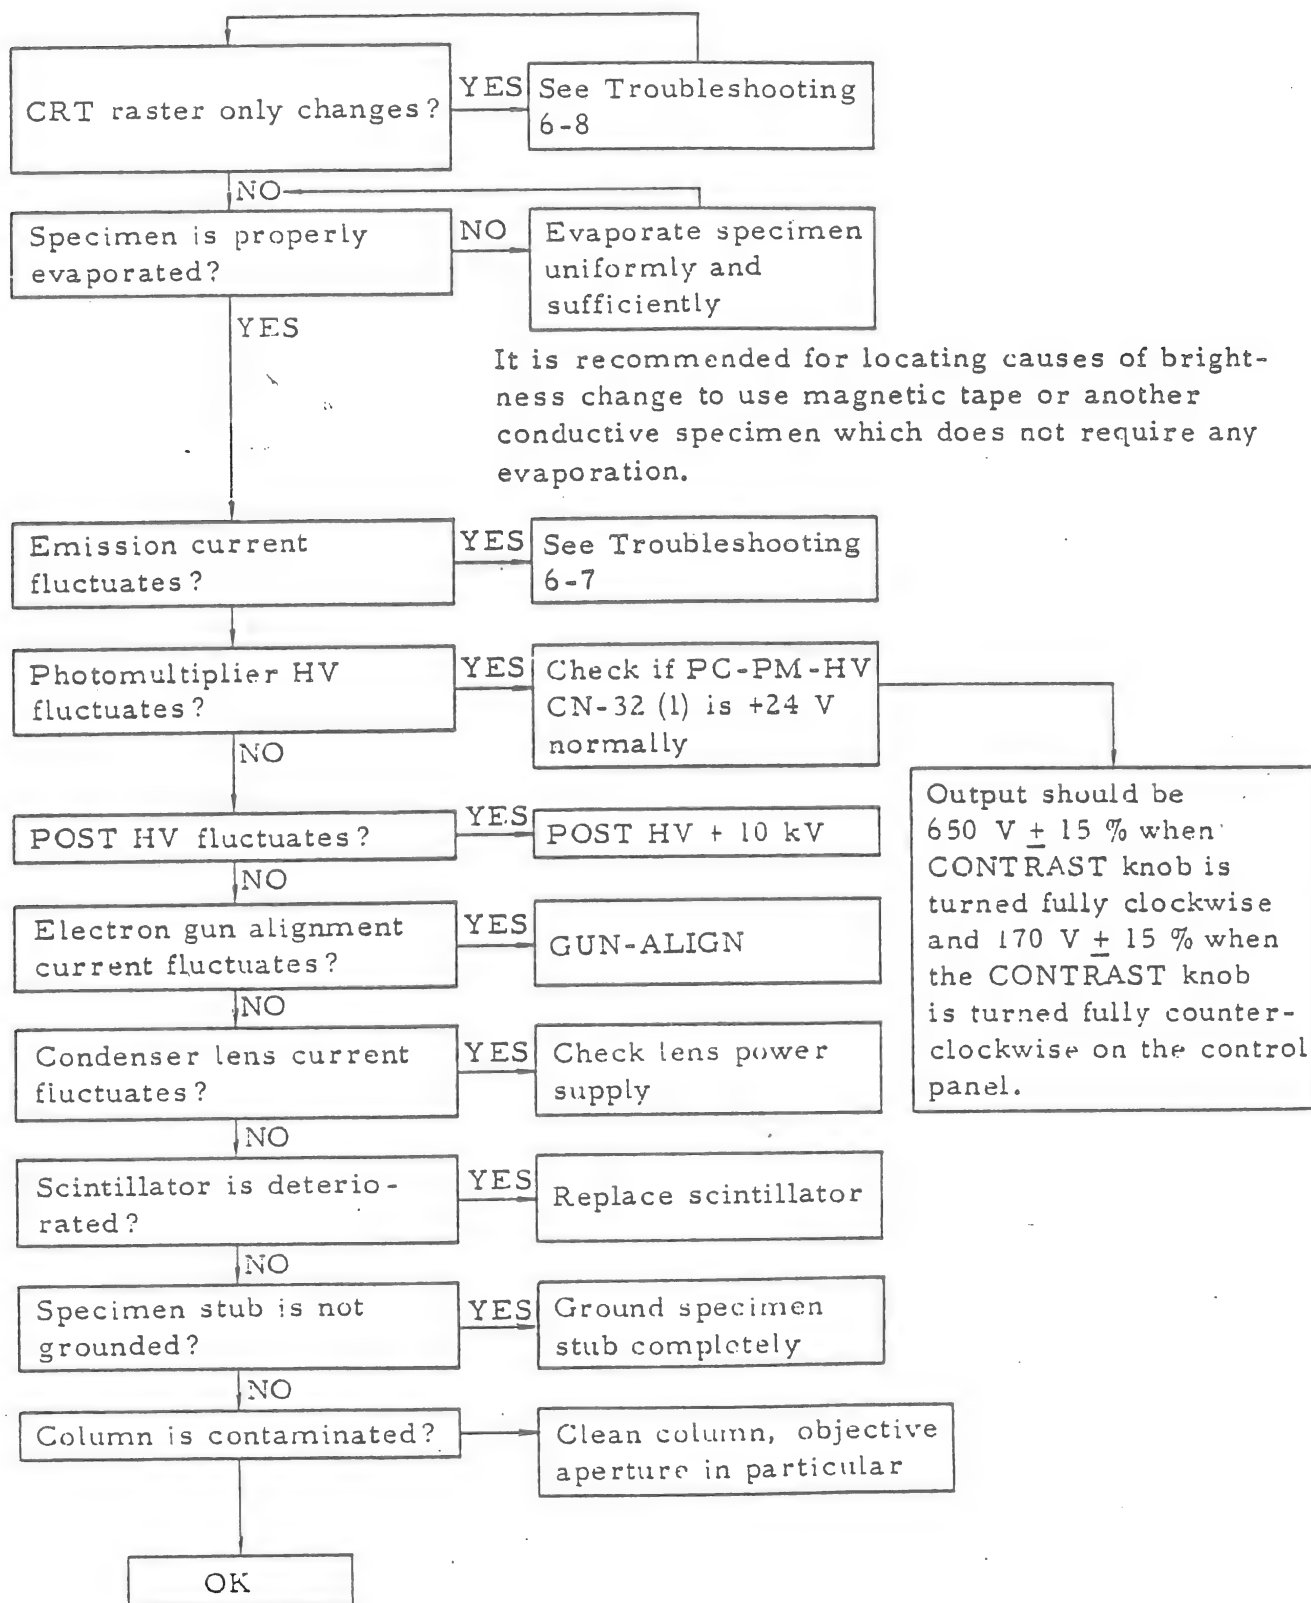 CRT raster only changes?
YES
See Troubleshooting
6-8
NO
Specimen is properly
evaporated?
NO
Evaporate specimen
uniformly and
sufficiently
YES
It is recommended for locating causes of bright-
ness change to use magnetic tape or another
conductive specimen which does not require any
evaporation.
Emission current
fluctuates?
YES
See Troubleshooting
6-7
Photomultiplier HV
fluctuates?
YES
Check if PC-PM-HV
CN-32 (1) is +24 V
normally
NO
Output should be
650 V ± 15 % when
CONTRAST knob is
turned fully clockwise
and 170 V ± 15 % when
the CONTRAST knob
is turned fully counter-
clockwise on the control
panel.
POST HV fluctuates?
YES
POST HV + 10 kV
NO
Electron gun alignment
current fluctuates?
YES
GUN-ALIGN
NO
Condenser lens current
fluctuates?
YES
Check lens power
supply
NO
Scintillator is deterio-
rated?
YES
Replace scintillator
NO
Specimen stub is not
grounded?
YES
Ground specimen
stub completely
NO
Column is contaminated?
Clean column, objective
aperture in particular
OK